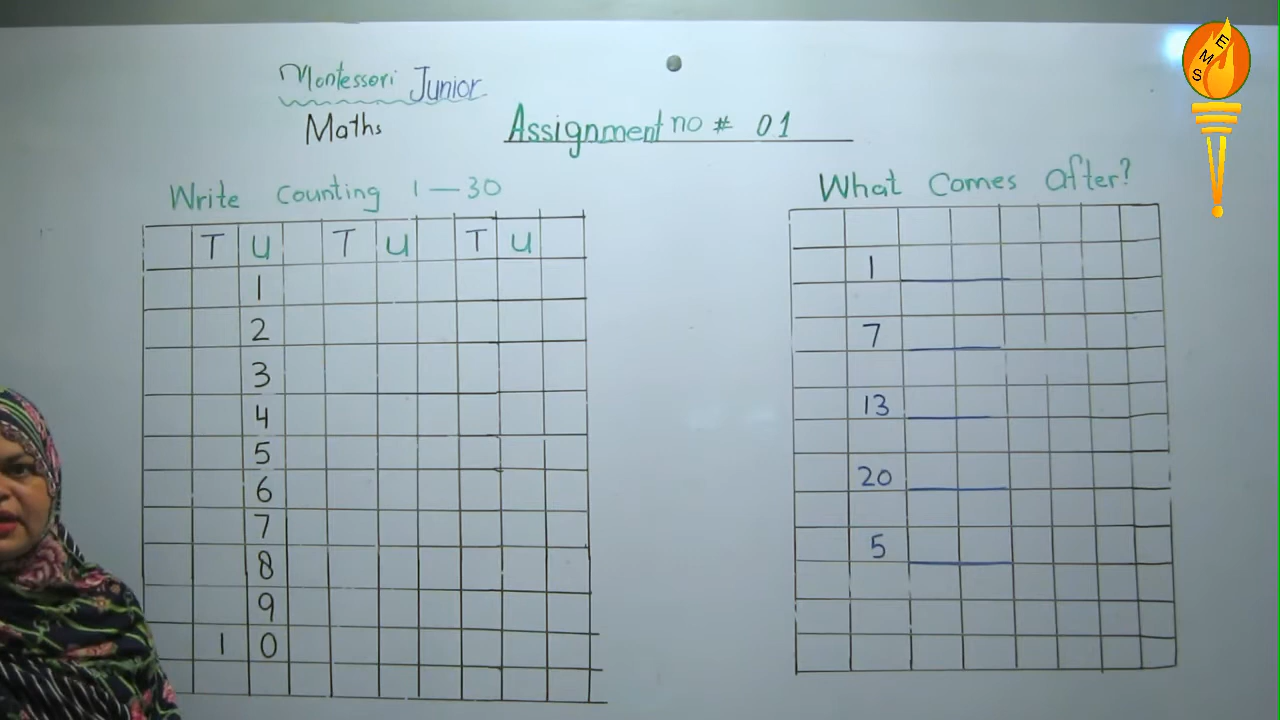 Montessori Junior
Maths
Assignment no # 01
Write Counting 1 — 30
T U T U T U
1
2
3
4
5
6
7
8
9
1 0
What Comes After?
1
7
13
20
5
EMS